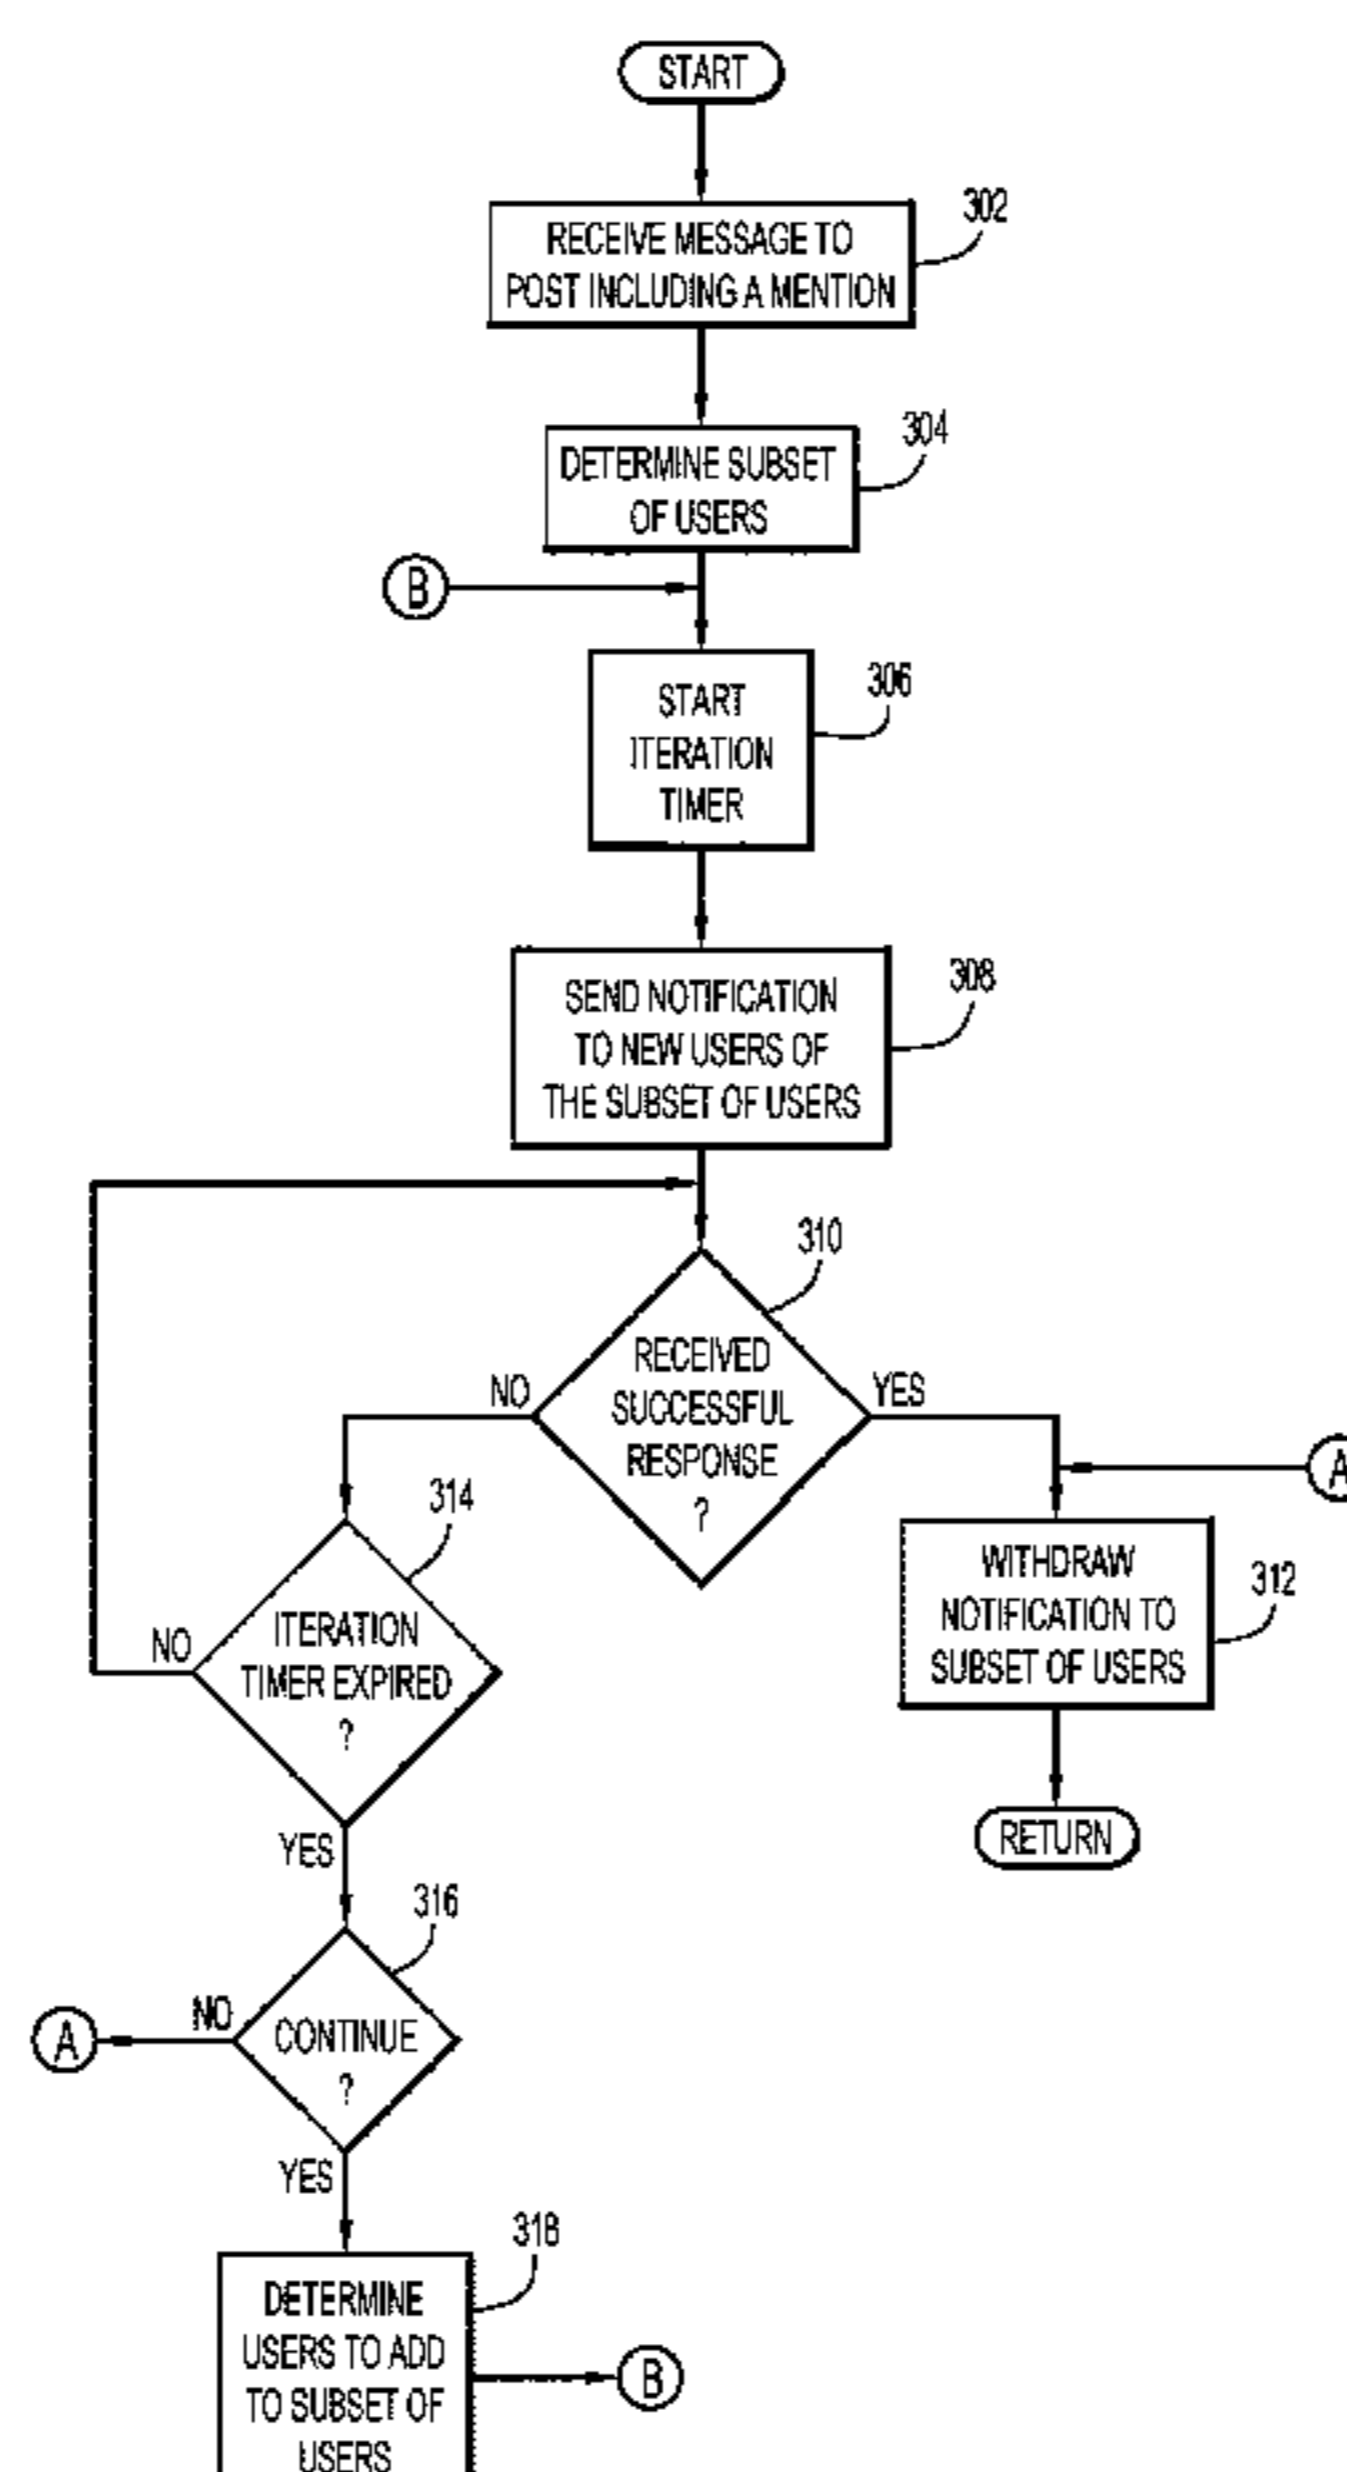 START
302
RECEIVE MESSAGE TO
POST INCLUDING A MENTION
304
DETERMINE SUBSET
OF USERS
B
306
START
ITERATION
TIMER
308
SEND NOTIFICATION
TO NEW USERS OF
THE SUBSET OF USERS
310
RECEIVED
SUCCESSFUL
RESPONSE
?
NO
YES
A
314
ITERATION
TIMER EXPIRED
?
NO
YES
312
WITHDRAW
NOTIFICATION TO
SUBSET OF USERS
RETURN
316
CONTINUE
?
NO
A
YES
318
DETERMINE
USERS TO ADD
TO SUBSET OF
USERS
B